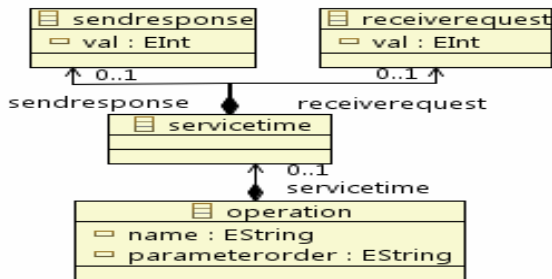 sendresponse
receiverequest
val : EInt
val : EInt
0..1
0..1
sendresponse
receiverequest
servicetime
0..1
servicetime
operation
name : EString
parameterorder : EString